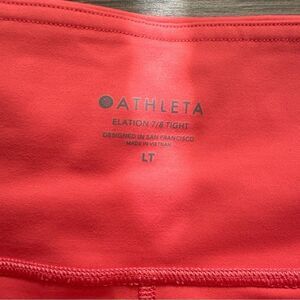 ATHLETA
ELATION 7/8 TIGHT
DESIGNED IN SAN FRANCISCO
MADE IN VIETNAM
LT